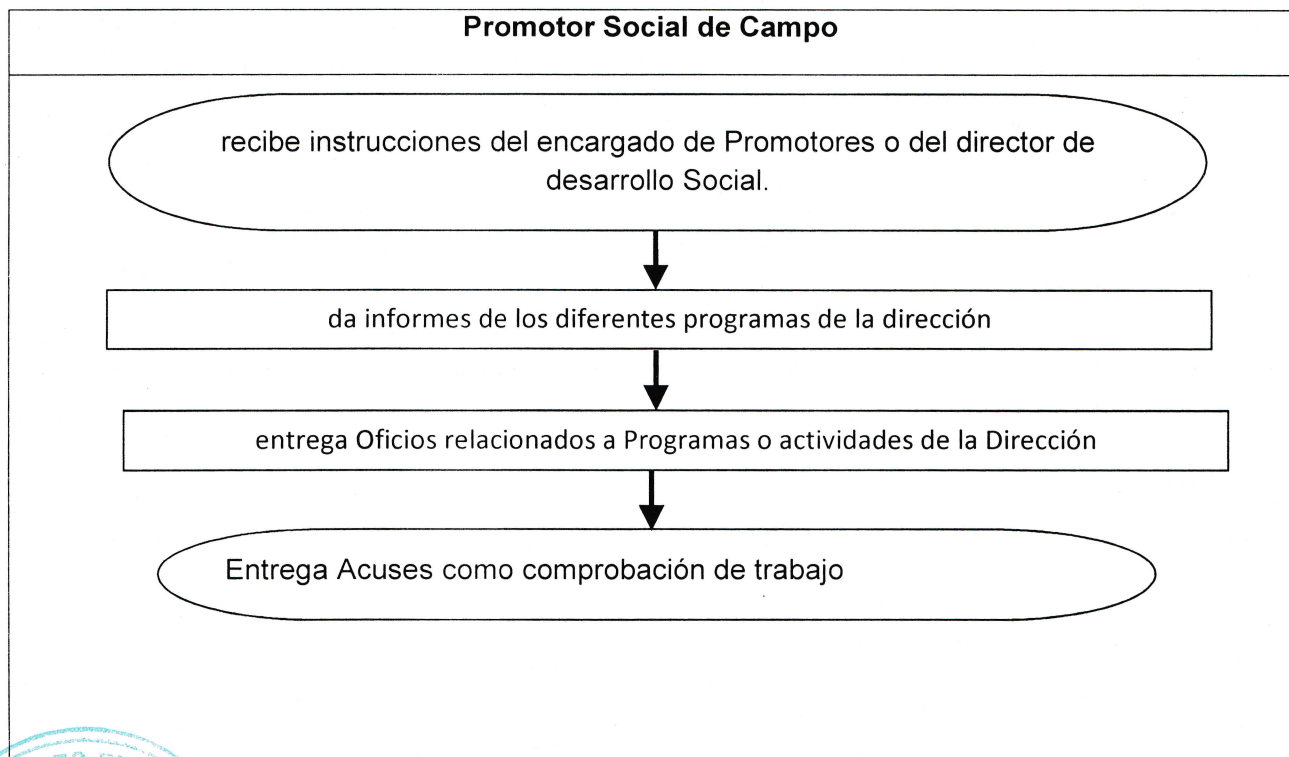 Promotor Social de Campo
recibe instrucciones del encargado de Promotores o del director de
desarrollo Social.
da informes de los diferentes programas de la dirección
entrega Oficios relacionados a Programas o actividades de la Dirección
Entrega Acuses como comprobación de trabajo